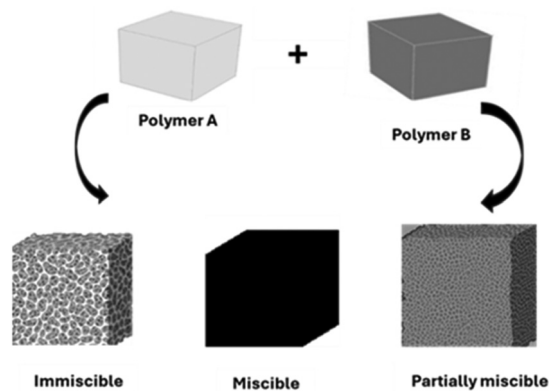 +
Polymer A
Polymer B
Immiscible
Miscible
Partially miscible